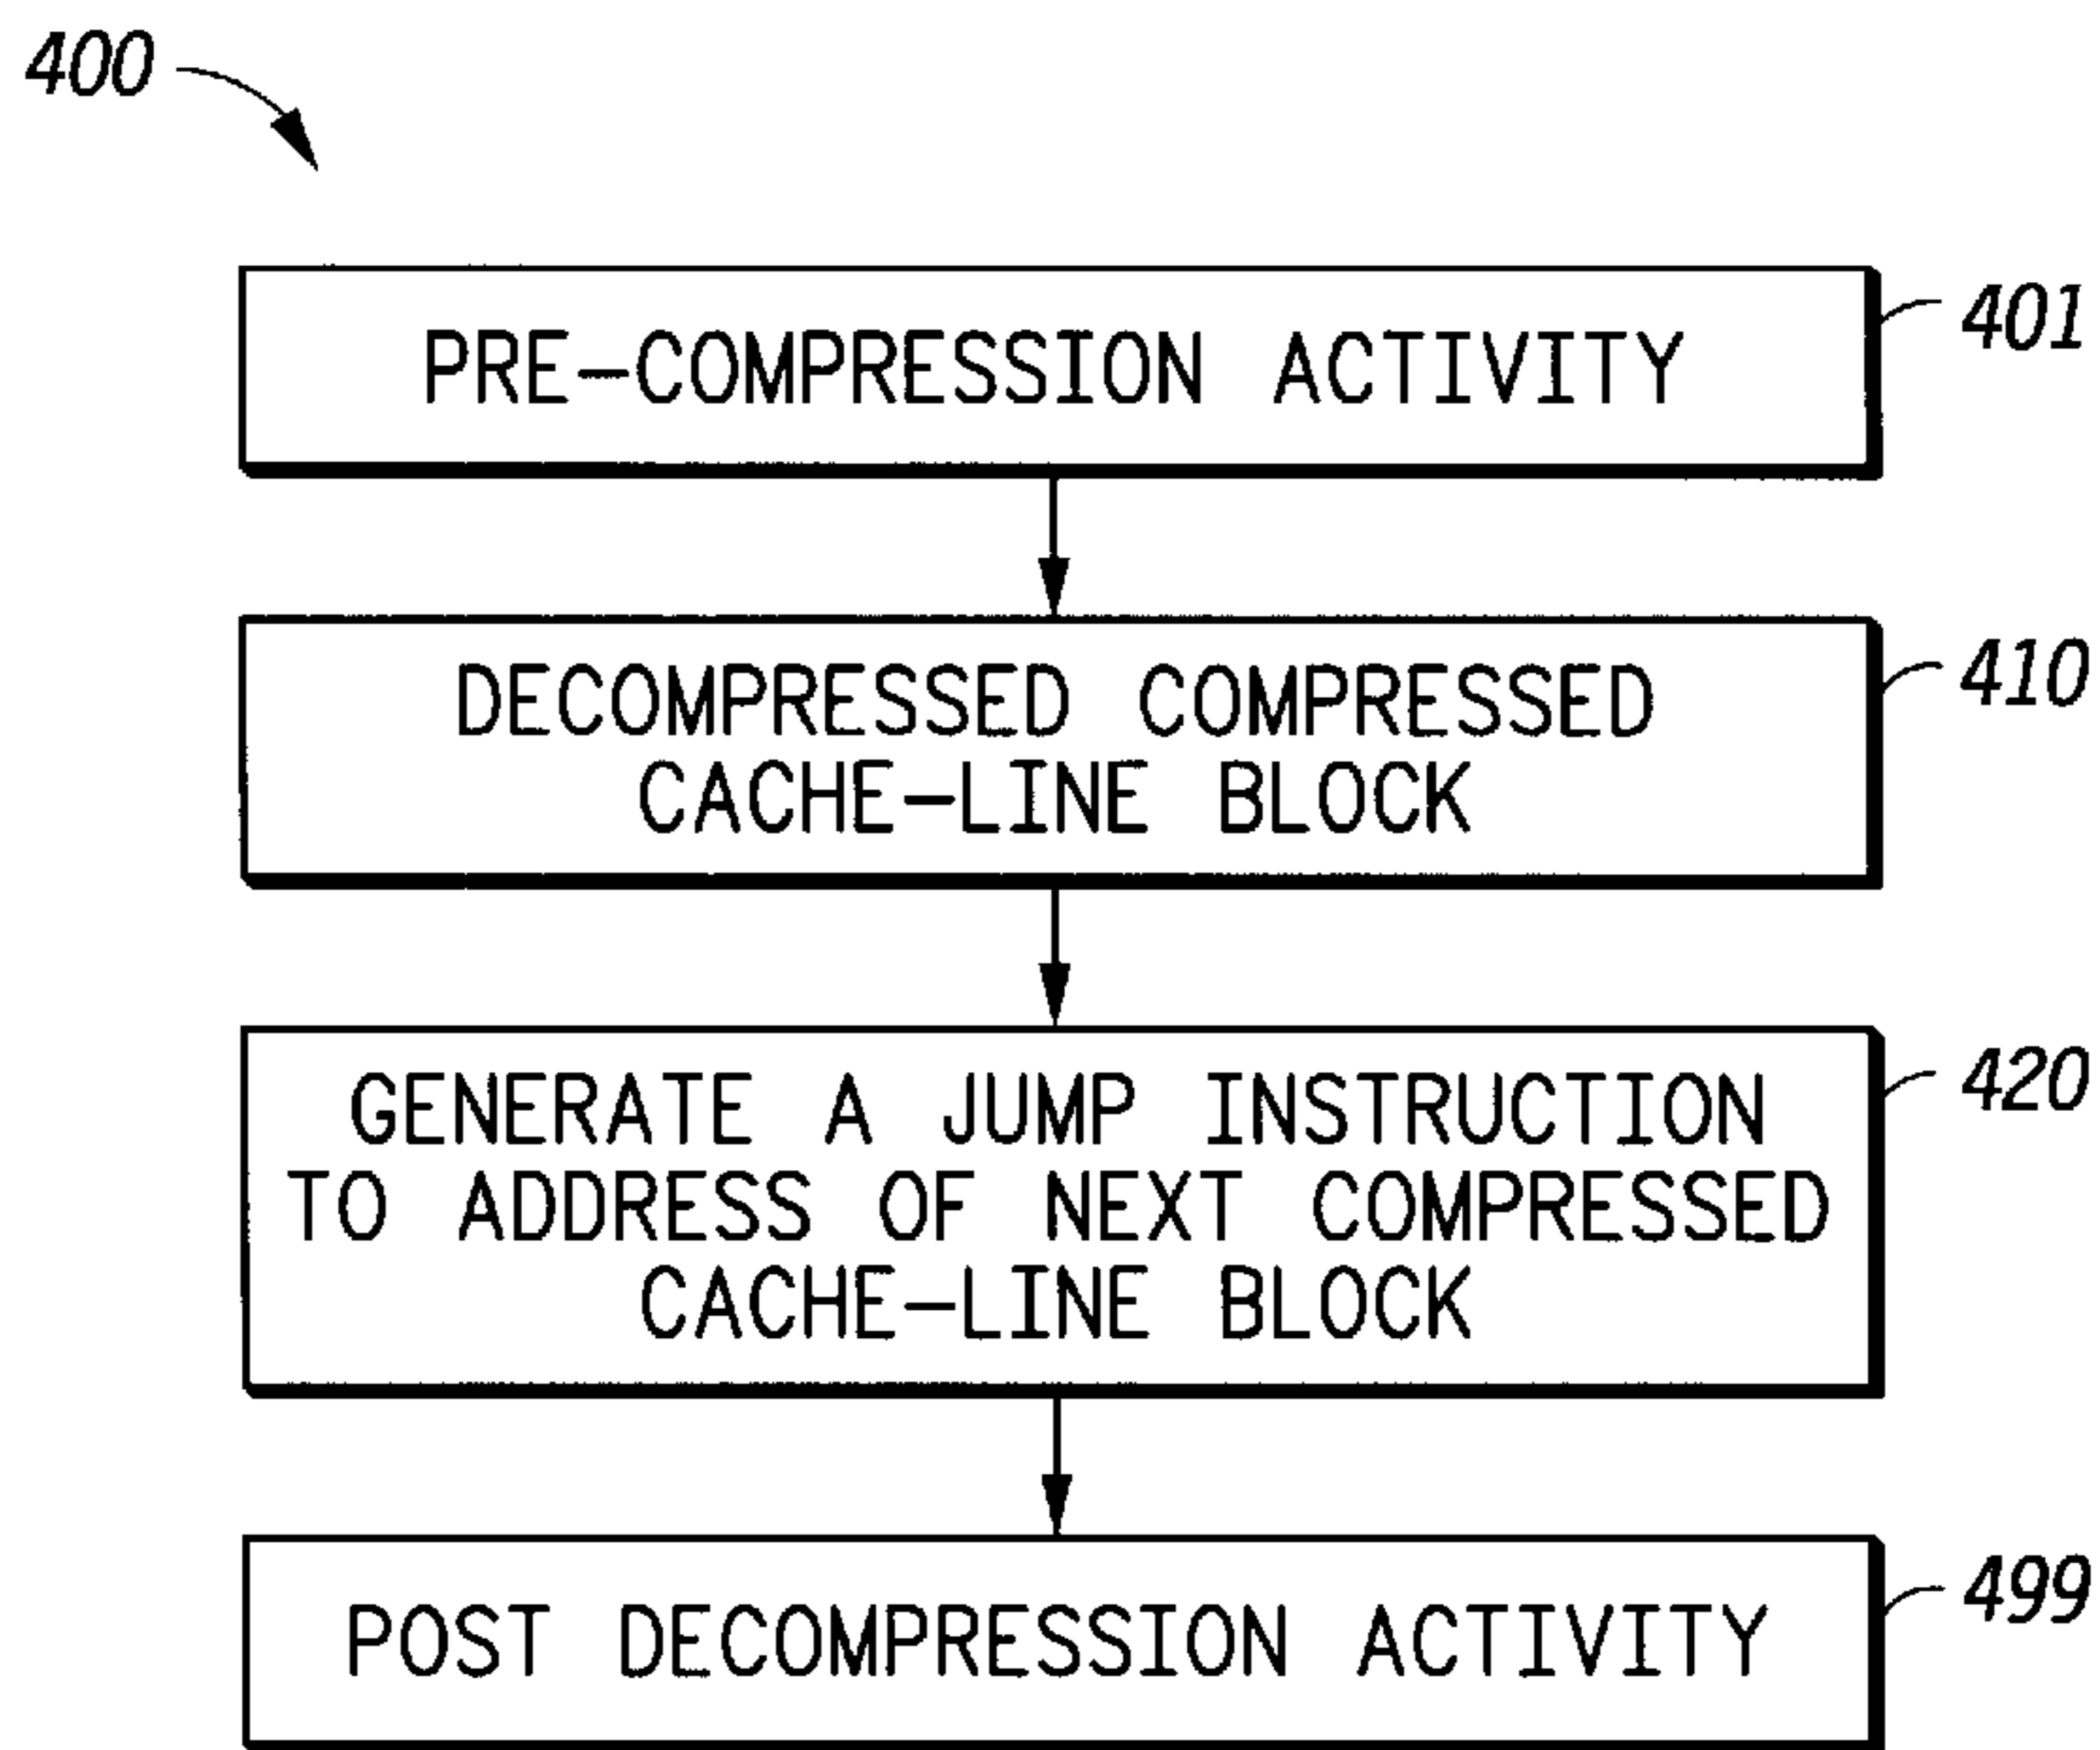 400
PRE-COMPRESSION ACTIVITY
401
DECOMPRESSED COMPRESSED
CACHE-LINE BLOCK
410
GENERATE A JUMP INSTRUCTION
TO ADDRESS OF NEXT COMPRESSED
CACHE-LINE BLOCK
420
POST DECOMPRESSION ACTIVITY
499